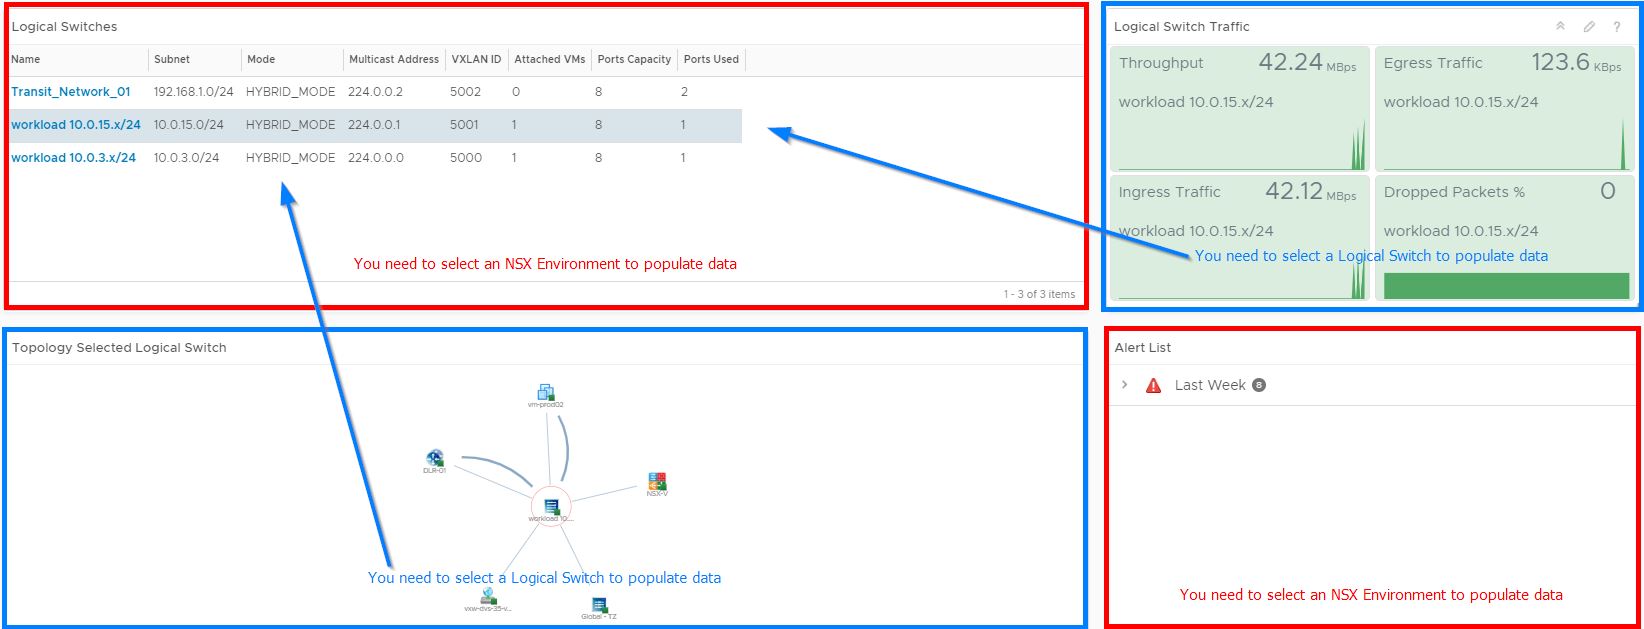 Logical Switches
Name Subnet Mode Multicast Address VXLAN ID Attached VMs Ports Capacity Ports Used
Transit_Network_01 192.168.1.0/24 HYBRID_MODE 224.0.0.2 5002 0 8 2
workload 10.0.15.x/24 10.0.15.0/24 HYBRID_MODE 224.0.0.1 5001 1 8 1
workload 10.0.3.x/24 10.0.3.0/24 HYBRID_MODE 224.0.0.0 5000 1 8 1
You need to select an NSX Environment to populate data
1 - 3 of 3 items
Logical Switch Traffic ?
Throughput 42.24 MBps
workload 10.0.15.x/24
Egress Traffic 123.6 KBps
workload 10.0.15.x/24
Ingress Traffic 42.12 MBps
workload 10.0.15.x/24
Dropped Packets % 0
workload 10.0.15.x/24
You need to select a Logical Switch to populate data
Topology Selected Logical Switch
vm-prod02
DLR-01
NSX-V
workload 10....
You need to select a Logical Switch to populate data
vxw-dvs-35-v...
Global - TZ
Alert List
Last Week 8
You need to select an NSX Environment to populate data